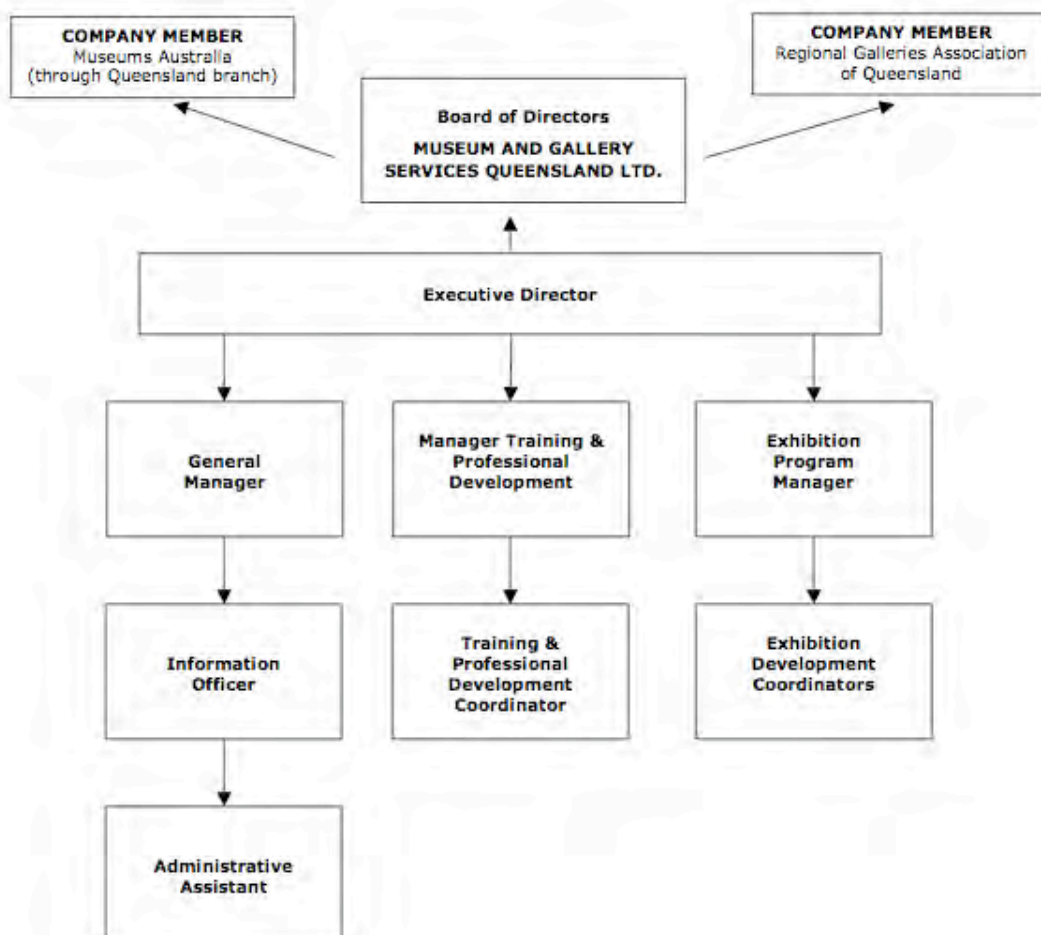 COMPANY MEMBER
Museums Australia
(through Queensland branch)
COMPANY MEMBER
Regional Galleries Association
of Queensland
Board of Directors
MUSEUM AND GALLERY
SERVICES QUEENSLAND LTD.
Executive Director
General
Manager
Manager Training &
Professional
Development
Exhibition
Program
Manager
Information
Officer
Training &
Professional
Development
Coordinator
Exhibition
Development
Coordinators
Administrative
Assistant